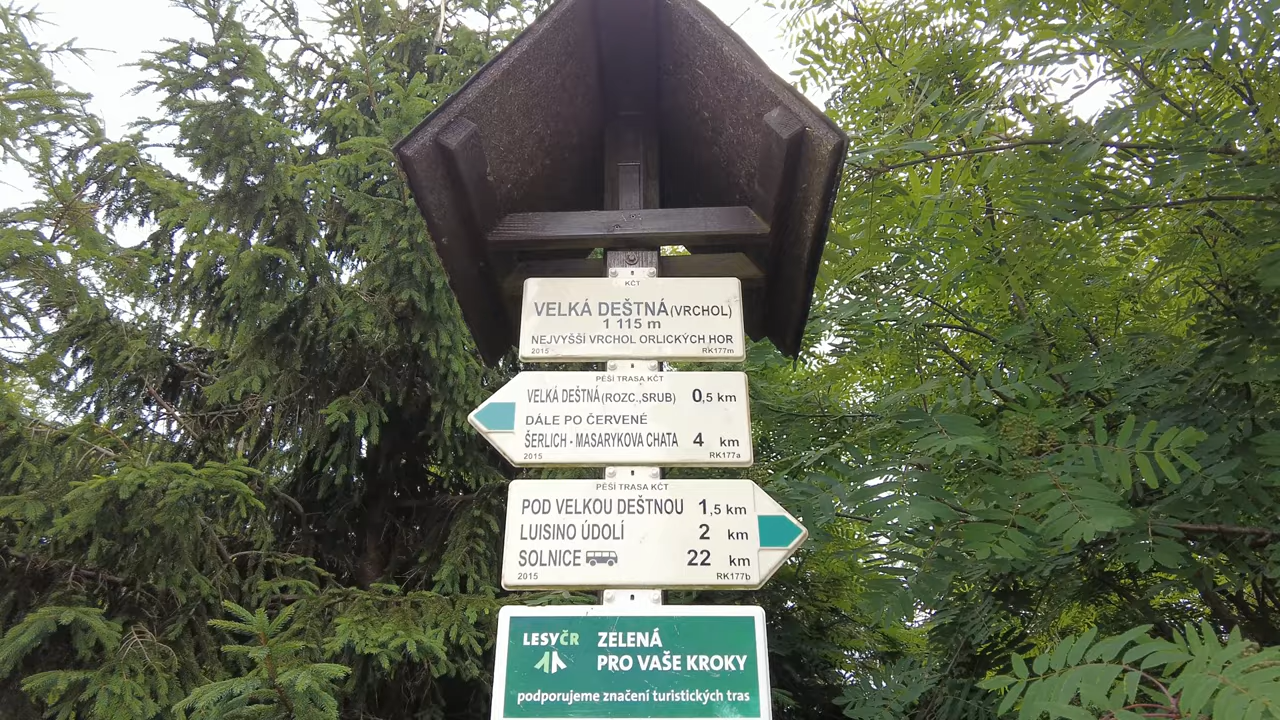 KČT
VELKÁ DEŠTNÁ(VRCHOL)
1 115 m
NEJVYŠŠÍ VRCHOL ORLICKÝCH HOR
2015 RK177m
PĚŠÍ TRASA KČT
VELKÁ DEŠTNÁ(ROZC.,SRUB) 0,5 km
DÁLE PO ČERVENÉ
ŠERLICH - MASARYKOVA CHATA 4 km
2015 RK177a
PĚŠÍ TRASA KČT
POD VELKOU DEŠTNOU 1,5 km
LUISINO ÚDOLÍ 2 km
SOLNICE 22 km
2015 RK177b
LESYČR ZELENÁ
PRO VAŠE KROKY
podporujeme značení turistických tras